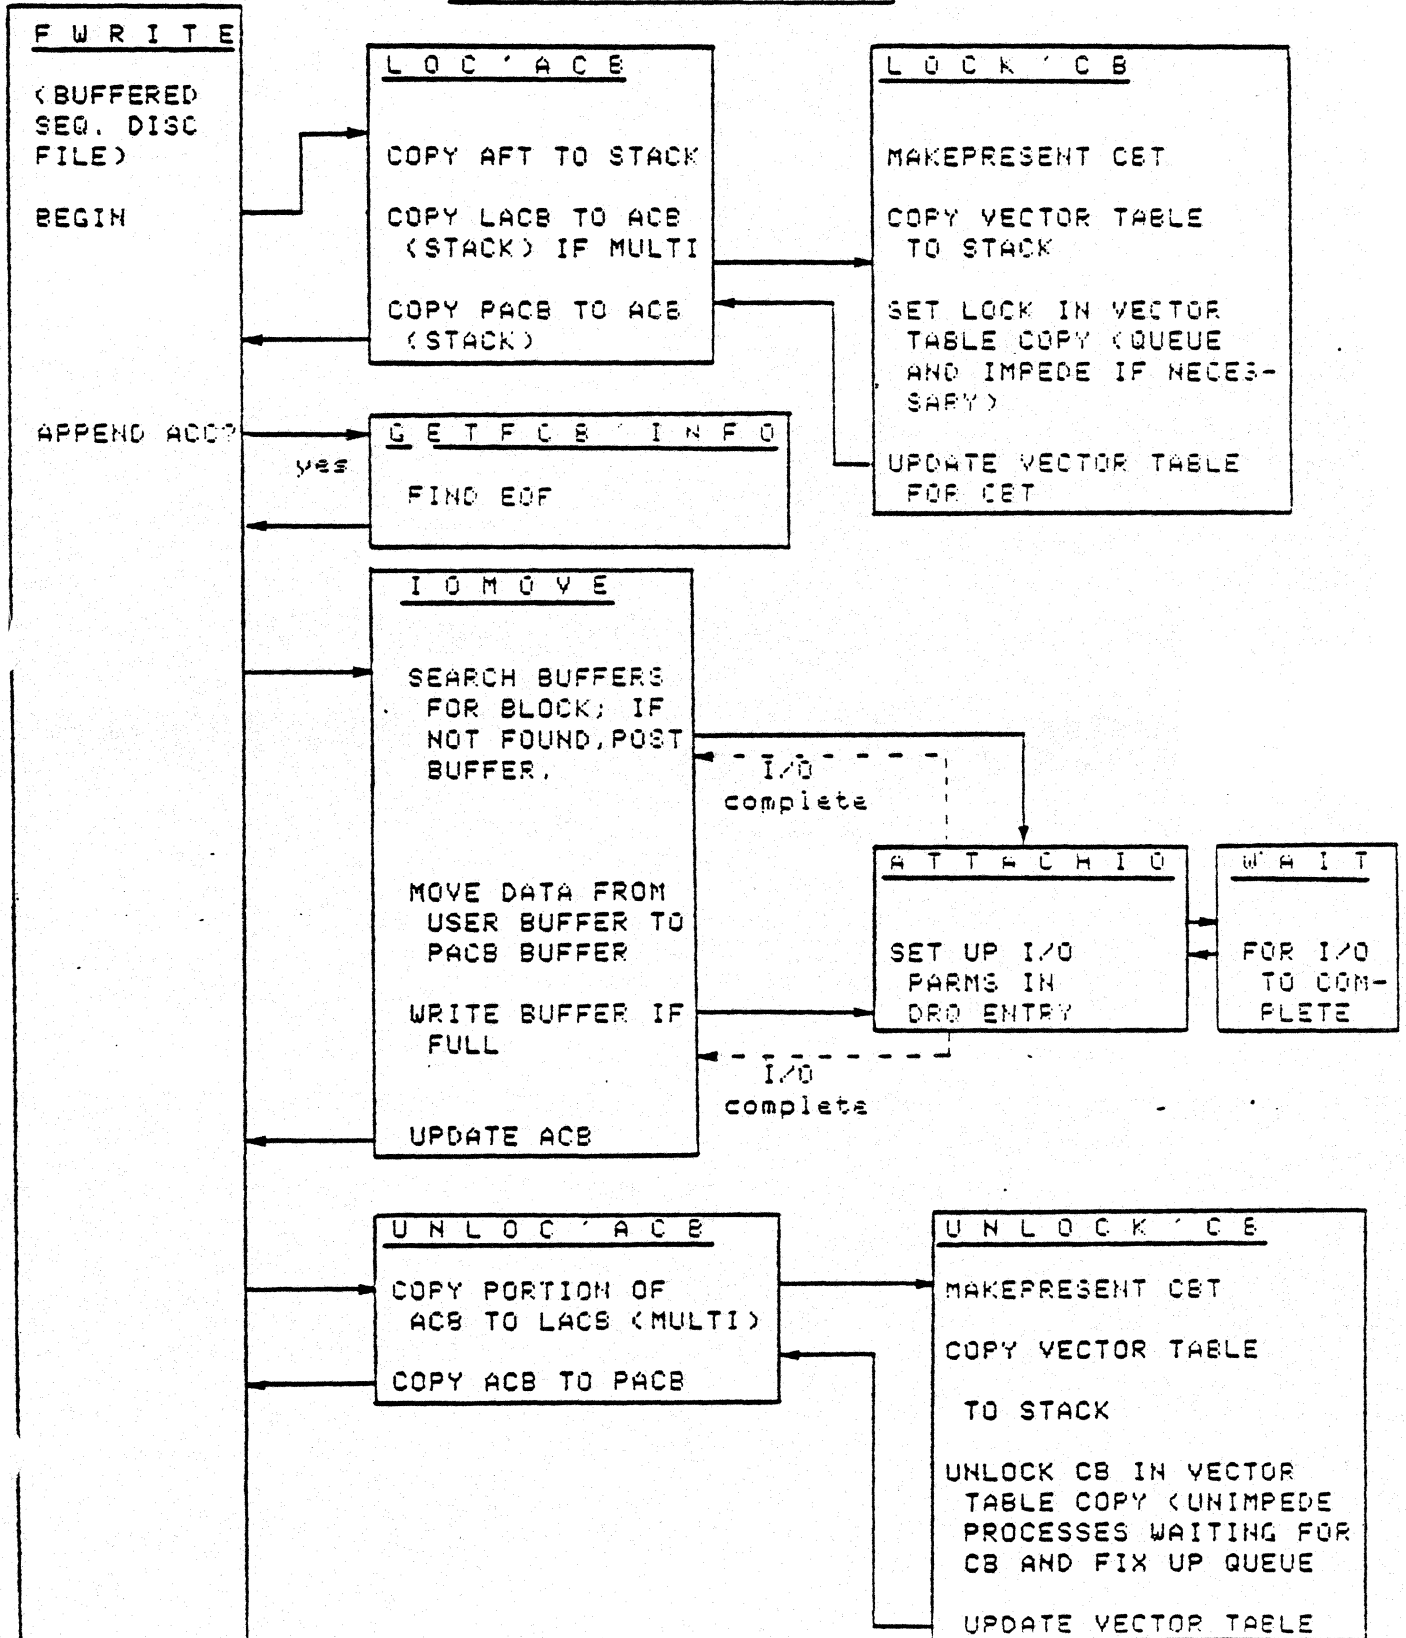 FWRITE
(BUFFERED
SEQ. DISC
FILE)
BEGIN
APPEND ACC?
yes
LOC'ACB
COPY AFT TO STACK
COPY LACB TO ACB
(STACK) IF MULTI
COPY PACB TO ACB
(STACK)
LOCK'CB
MAKEPRESENT CBT
COPY VECTOR TABLE
TO STACK
SET LOCK IN VECTOR
TABLE COPY (QUEUE
AND IMPEDE IF NECES-
SARY)
UPDATE VECTOR TABLE
FOR CBT
GETFCB'INFO
FIND EOF
IOMOVE
SEARCH BUFFERS
FOR BLOCK; IF
NOT FOUND,POST
BUFFER.
I/O
complete
MOVE DATA FROM
USER BUFFER TO
PACB BUFFER
WRITE BUFFER IF
FULL
I/O
complete
UPDATE ACB
ATTACHIO
SET UP I/O
PARMS IN
DRQ ENTRY
WAIT
FOR I/O
TO COM-
PLETE
UNLOC'ACB
COPY PORTION OF
ACB TO LACB (MULTI)
COPY ACB TO PACB
UNLOCK'CB
MAKEPRESENT CBT
COPY VECTOR TABLE
TO STACK
UNLOCK CB IN VECTOR
TABLE COPY (UNIMPEDE
PROCESSES WAITING FOR
CB AND FIX UP QUEUE
UPDATE VECTOR TABLE